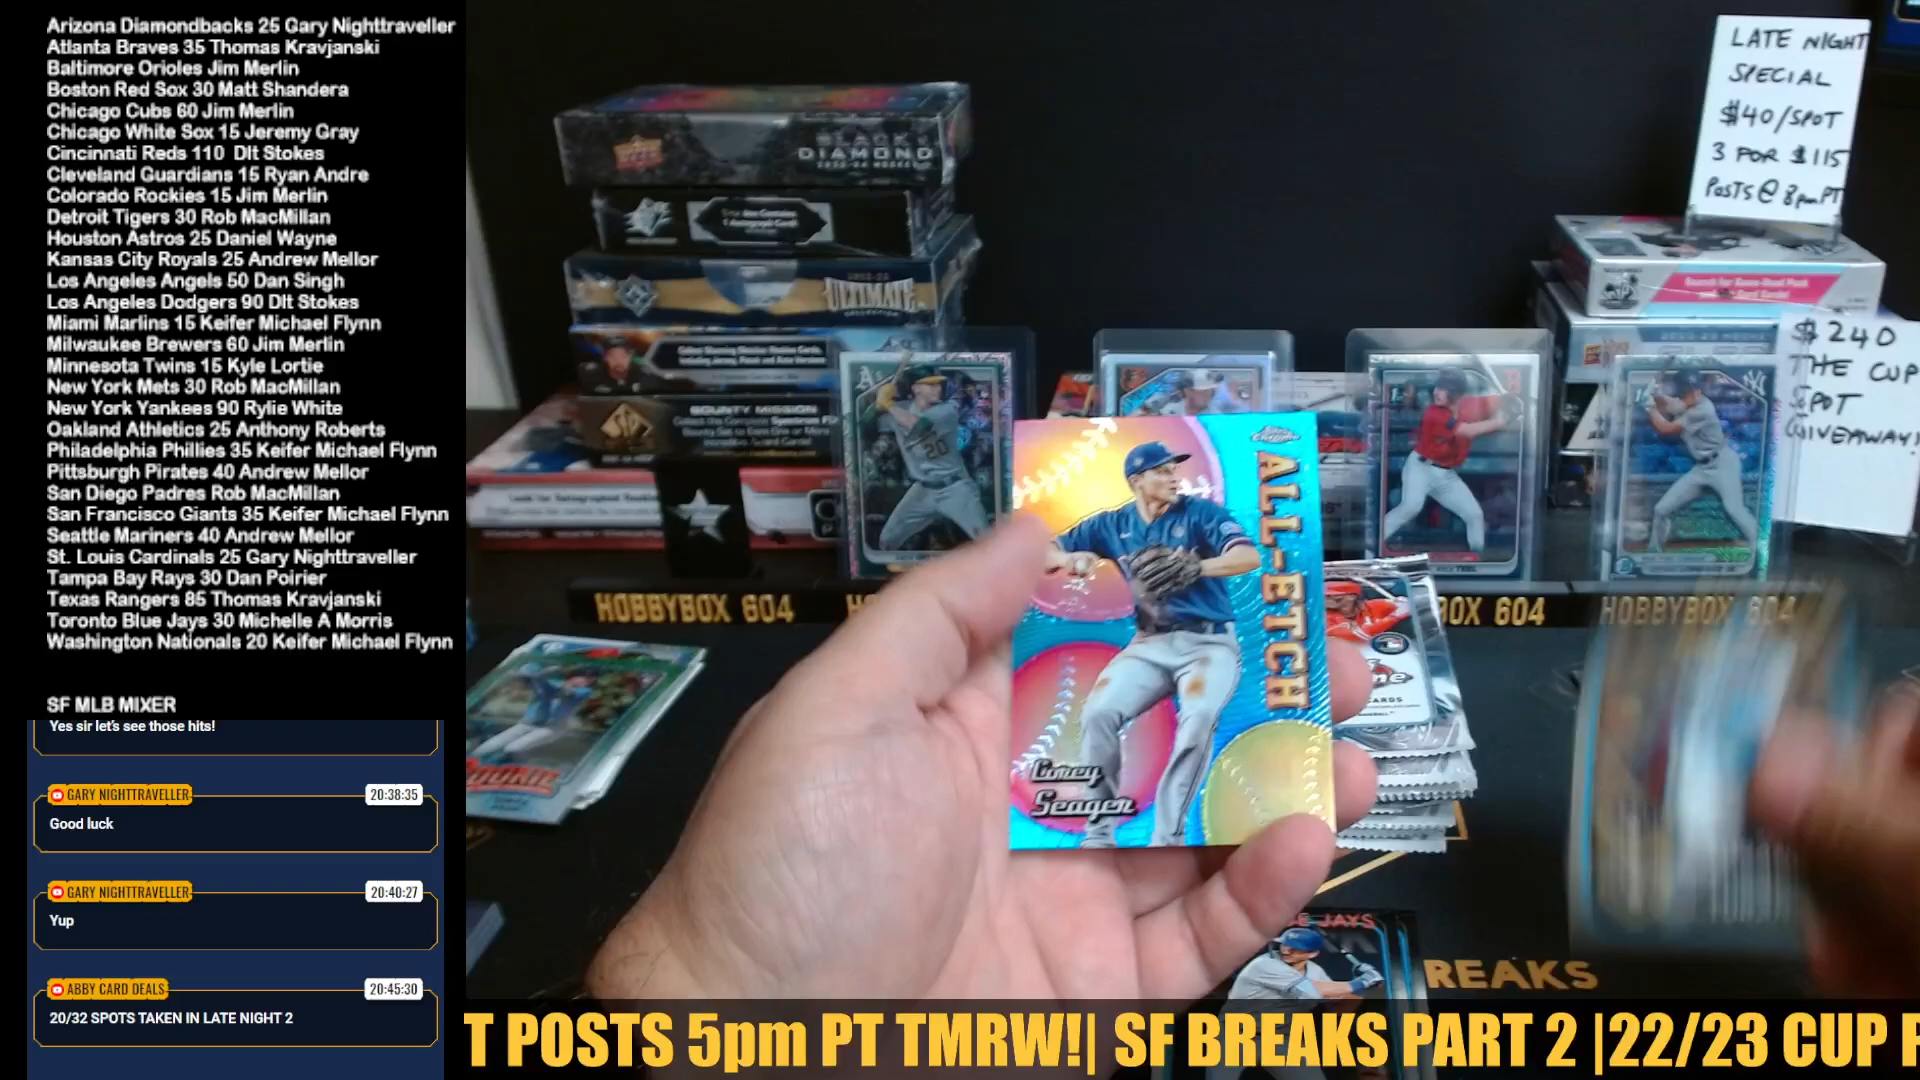 Arizona Diamondbacks 25 Gary Nighttraveller
Atlanta Braves 35 Thomas Kravjanski
Baltimore Orioles Jim Merlin
Boston Red Sox 30 Matt Shandera
Chicago Cubs 60 Jim Merlin
Chicago White Sox 15 Jeremy Gray
Cincinnati Reds 110 Dlt Stokes
Cleveland Guardians 15 Ryan Andre
Colorado Rockies 15 Jim Merlin
Detroit Tigers 30 Rob MacMillan
Houston Astros 25 Daniel Wayne
Kansas City Royals 25 Andrew Mellor
Los Angeles Angels 50 Dan Singh
Los Angeles Dodgers 90 Dlt Stokes
Miami Marlins 15 Keifer Michael Flynn
Milwaukee Brewers 60 Jim Merlin
Minnesota Twins 15 Kyle Lortie
New York Mets 30 Rob MacMillan
New York Yankees 90 Rylie White
Oakland Athletics 25 Anthony Roberts
Philadelphia Phillies 35 Keifer Michael Flynn
Pittsburgh Pirates 40 Andrew Mellor
San Diego Padres Rob MacMillan
San Francisco Giants 35 Keifer Michael Flynn
Seattle Mariners 40 Andrew Mellor
St. Louis Cardinals 25 Gary Nighttraveller
Tampa Bay Rays 30 Dan Poirier
Texas Rangers 85 Thomas Kravjanski
Toronto Blue Jays 30 Michelle A Morris
Washington Nationals 20 Keifer Michael Flynn
SF MLB MIXER
Yes sir let's see those hits!
GARY NIGHTTRAVELLER 20:38:35
Good luck
GARY NIGHTTRAVELLER 20:40:27
Yup
ABBY CARD DEALS 20:45:30
20/32 SPOTS TAKEN IN LATE NIGHT 2
LATE NIGHT
SPECIAL
$40/SPOT
3 FOR $115
POSTS @ 8pm PT
BLACK
DIAMOND
ULTIMATE
BOUNTY MISSION
$240
THE CUP
SPOT
GIVEAWAY!
ALL-ETCH
Corey
Seager
HOBBYBOX 604
BOX 604
HOBBYBOX 604
ROOKIE
JAYS
REAKS
T POSTS 5pm PT TMRW!| SF BREAKS PART 2 |22/23 CUP